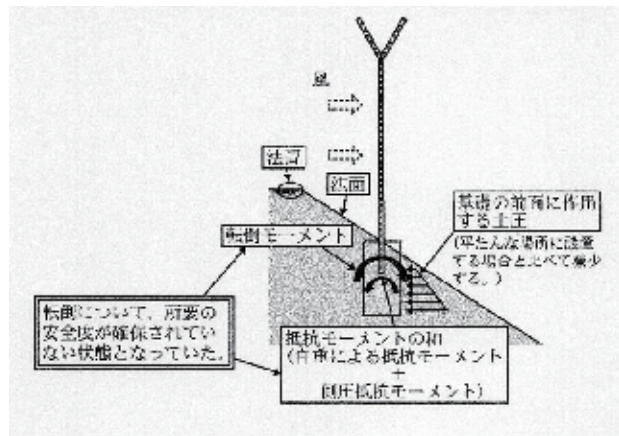 風
法肩
法面
転倒モーメント
基礎の前面に作用
する土圧
(平たんな場所に設置
する場合と比べて減少
する。)
転倒について、所要の
安全度が確保されてい
ない状態となっていた。
抵抗モーメントの和
(自重による抵抗モーメント
+
側圧抵抗モーメント)